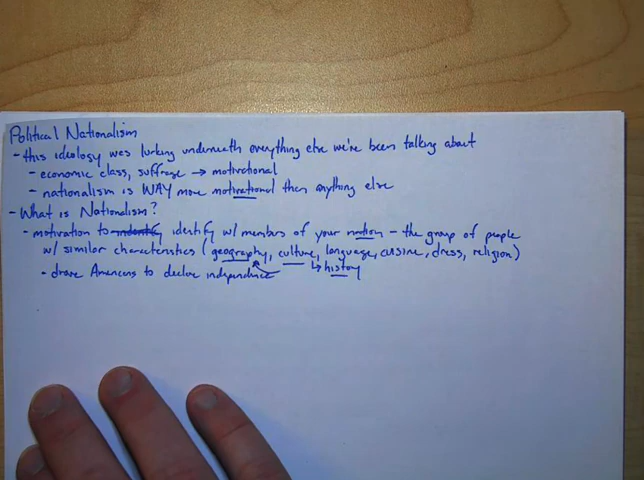 Political Nationalism
- this ideology was lurking underneath everything else we've been talking about
- economic class, suffrage → motivational
- nationalism is WAY more motivational than anything else
- What is Nationalism?
- motivation to identify identify w/ members of your nation - the group of people
w/ similar characteristics (geography, culture, language, cuisine, dress, religion)
↳ history
- drove Americans to declare independence